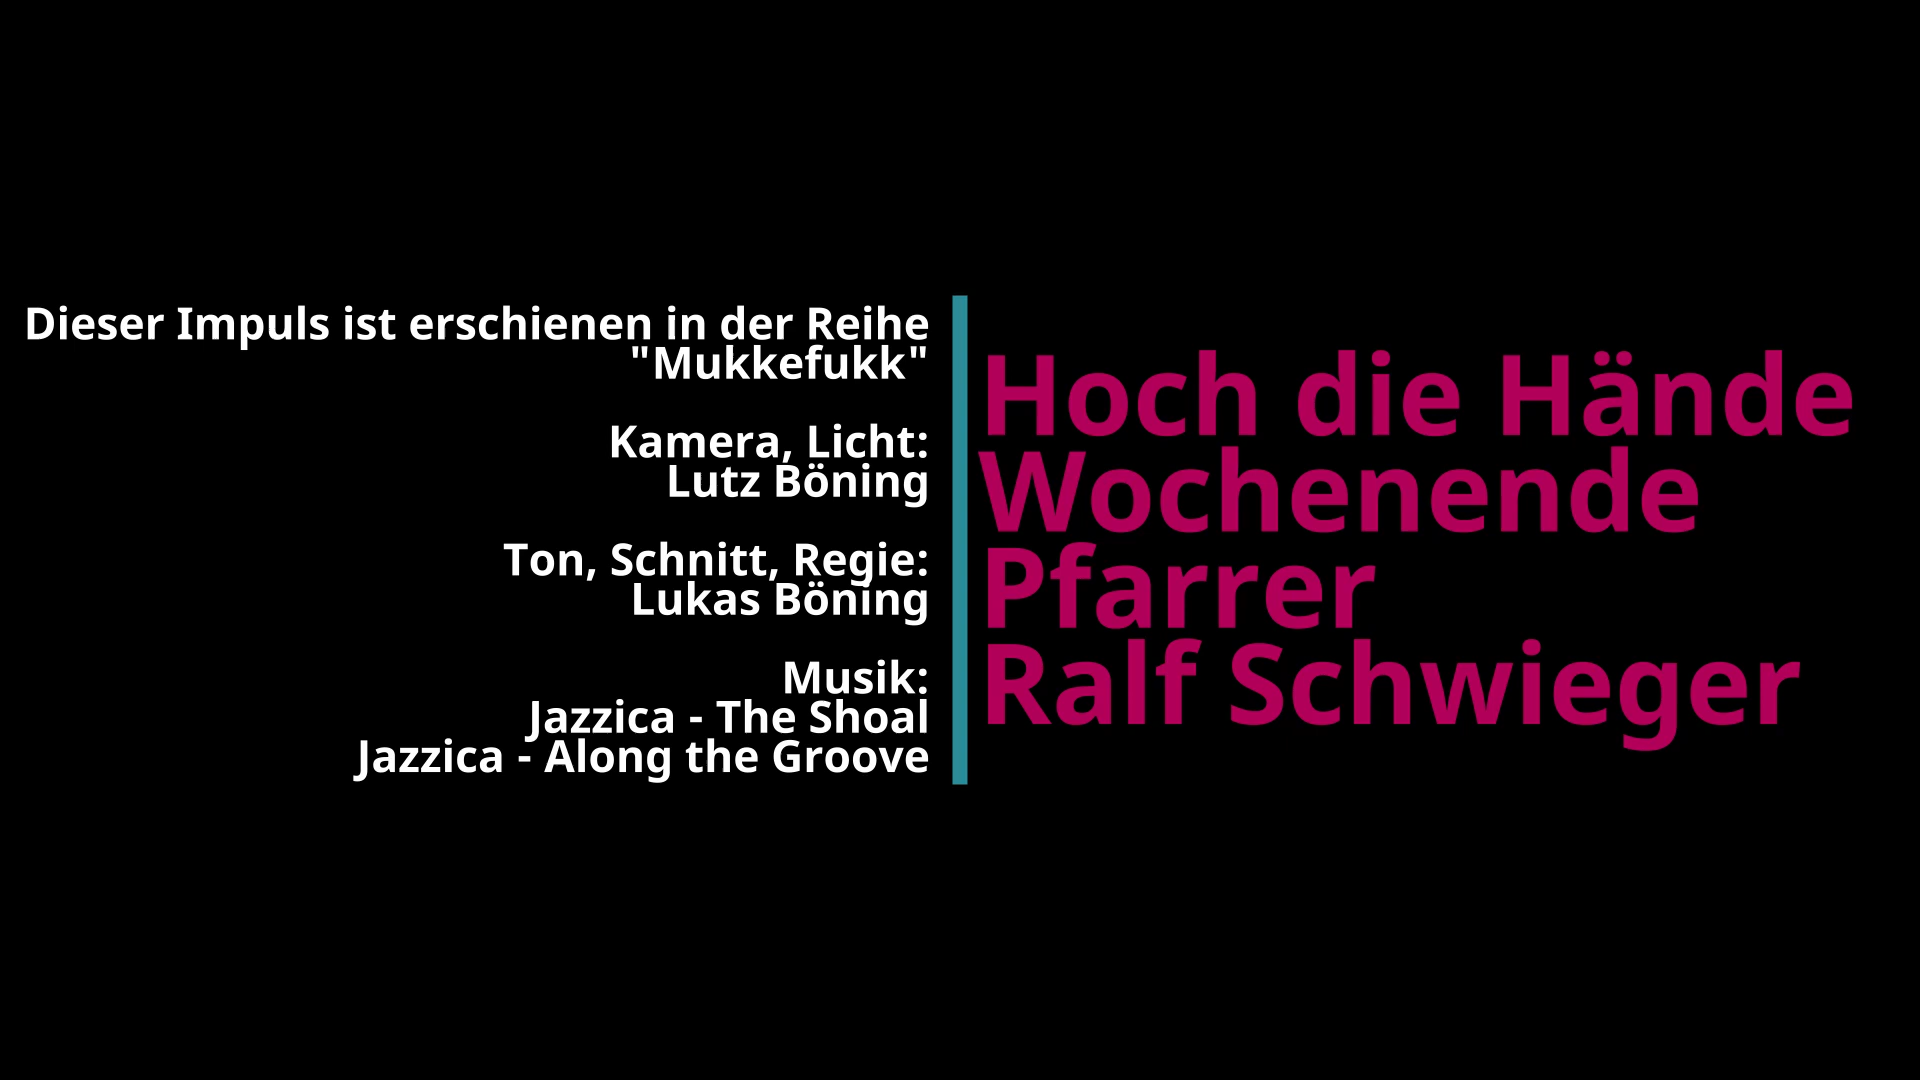 Dieser Impuls ist erschienen in der Reihe
"Mukkefukk"
Kamera, Licht:
Lutz Böning
Ton, Schnitt, Regie:
Lukas Böning
Musik:
Jazzica - The Shoal
Jazzica - Along the Groove
Hoch die Hände
Wochenende
Pfarrer
Ralf Schwieger